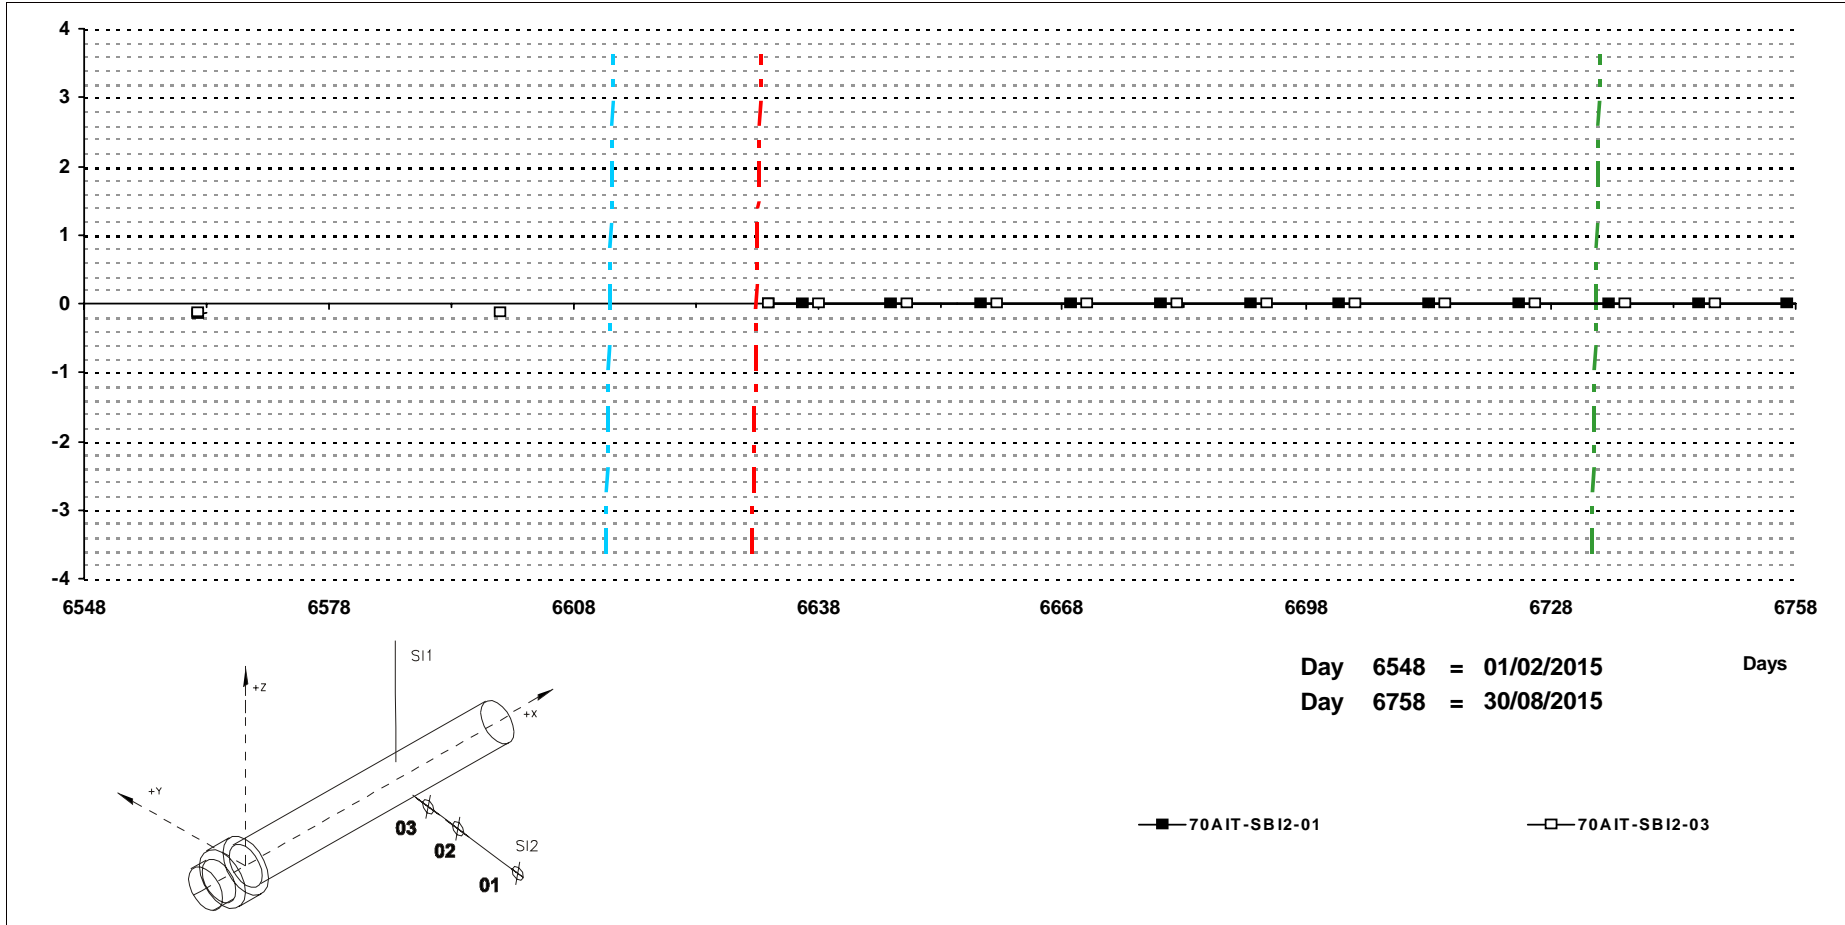 4
3
2
1
0
-1
-2
-3
-4
6548 6578 6608 6638 6668 6698 6728 6758
Day 6548 = 01/02/2015 Days
Day 6758 = 30/08/2015
SI1
+Z
+X
+Y
03
02
SI2
01
70AIT-SBI2-01 70AIT-SBI2-03